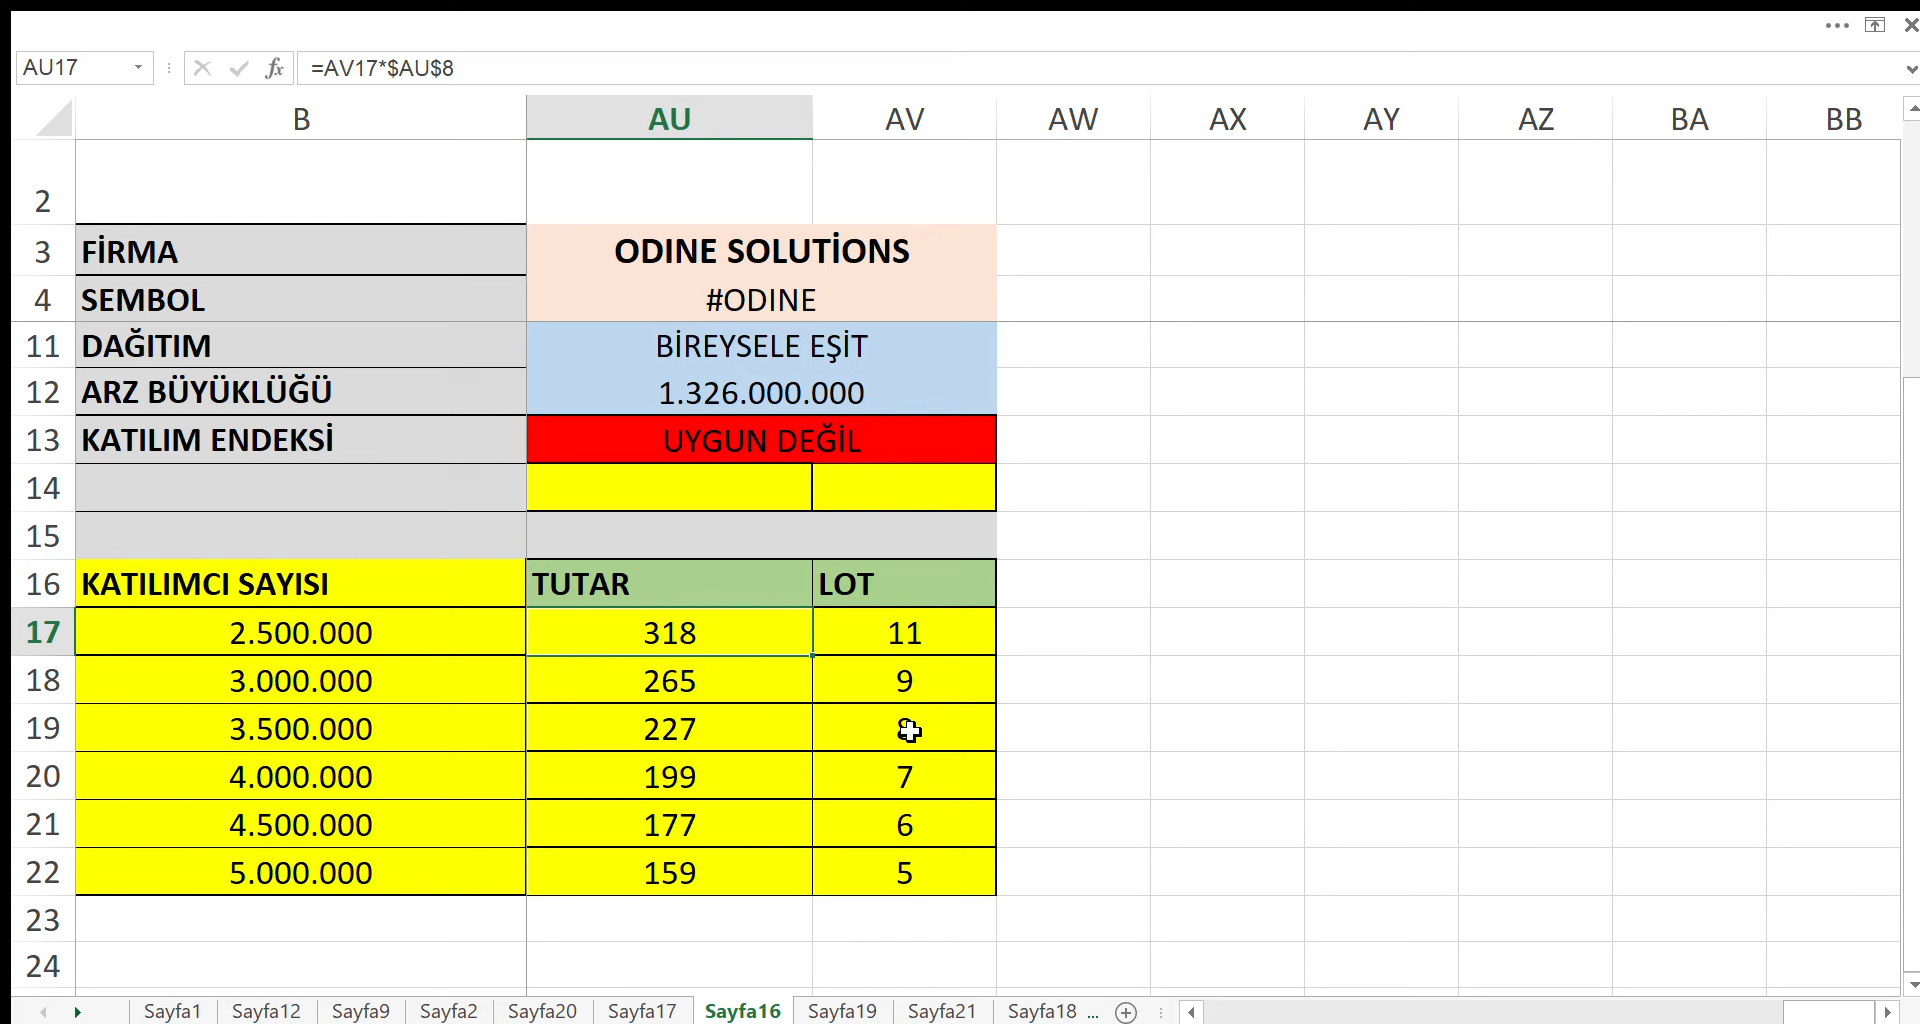 AU17 fx =AV17*$AU$8
B AU AV AW AX AY AZ BA BB
2
3 FİRMA ODINE SOLUTİONS
4 SEMBOL #ODINE
11 DAĞITIM BİREYSELE EŞİT
12 ARZ BÜYÜKLÜĞÜ 1.326.000.000
13 KATILIM ENDEKSİ UYGUN DEĞİL
14
15
16 KATILIMCI SAYISI TUTAR LOT
17 2.500.000 318 11
18 3.000.000 265 9
19 3.500.000 227
20 4.000.000 199 7
21 4.500.000 177 6
22 5.000.000 159 5
23
24
Sayfa1 Sayfa12 Sayfa9 Sayfa2 Sayfa20 Sayfa17 Sayfa16 Sayfa19 Sayfa21 Sayfa18 ...